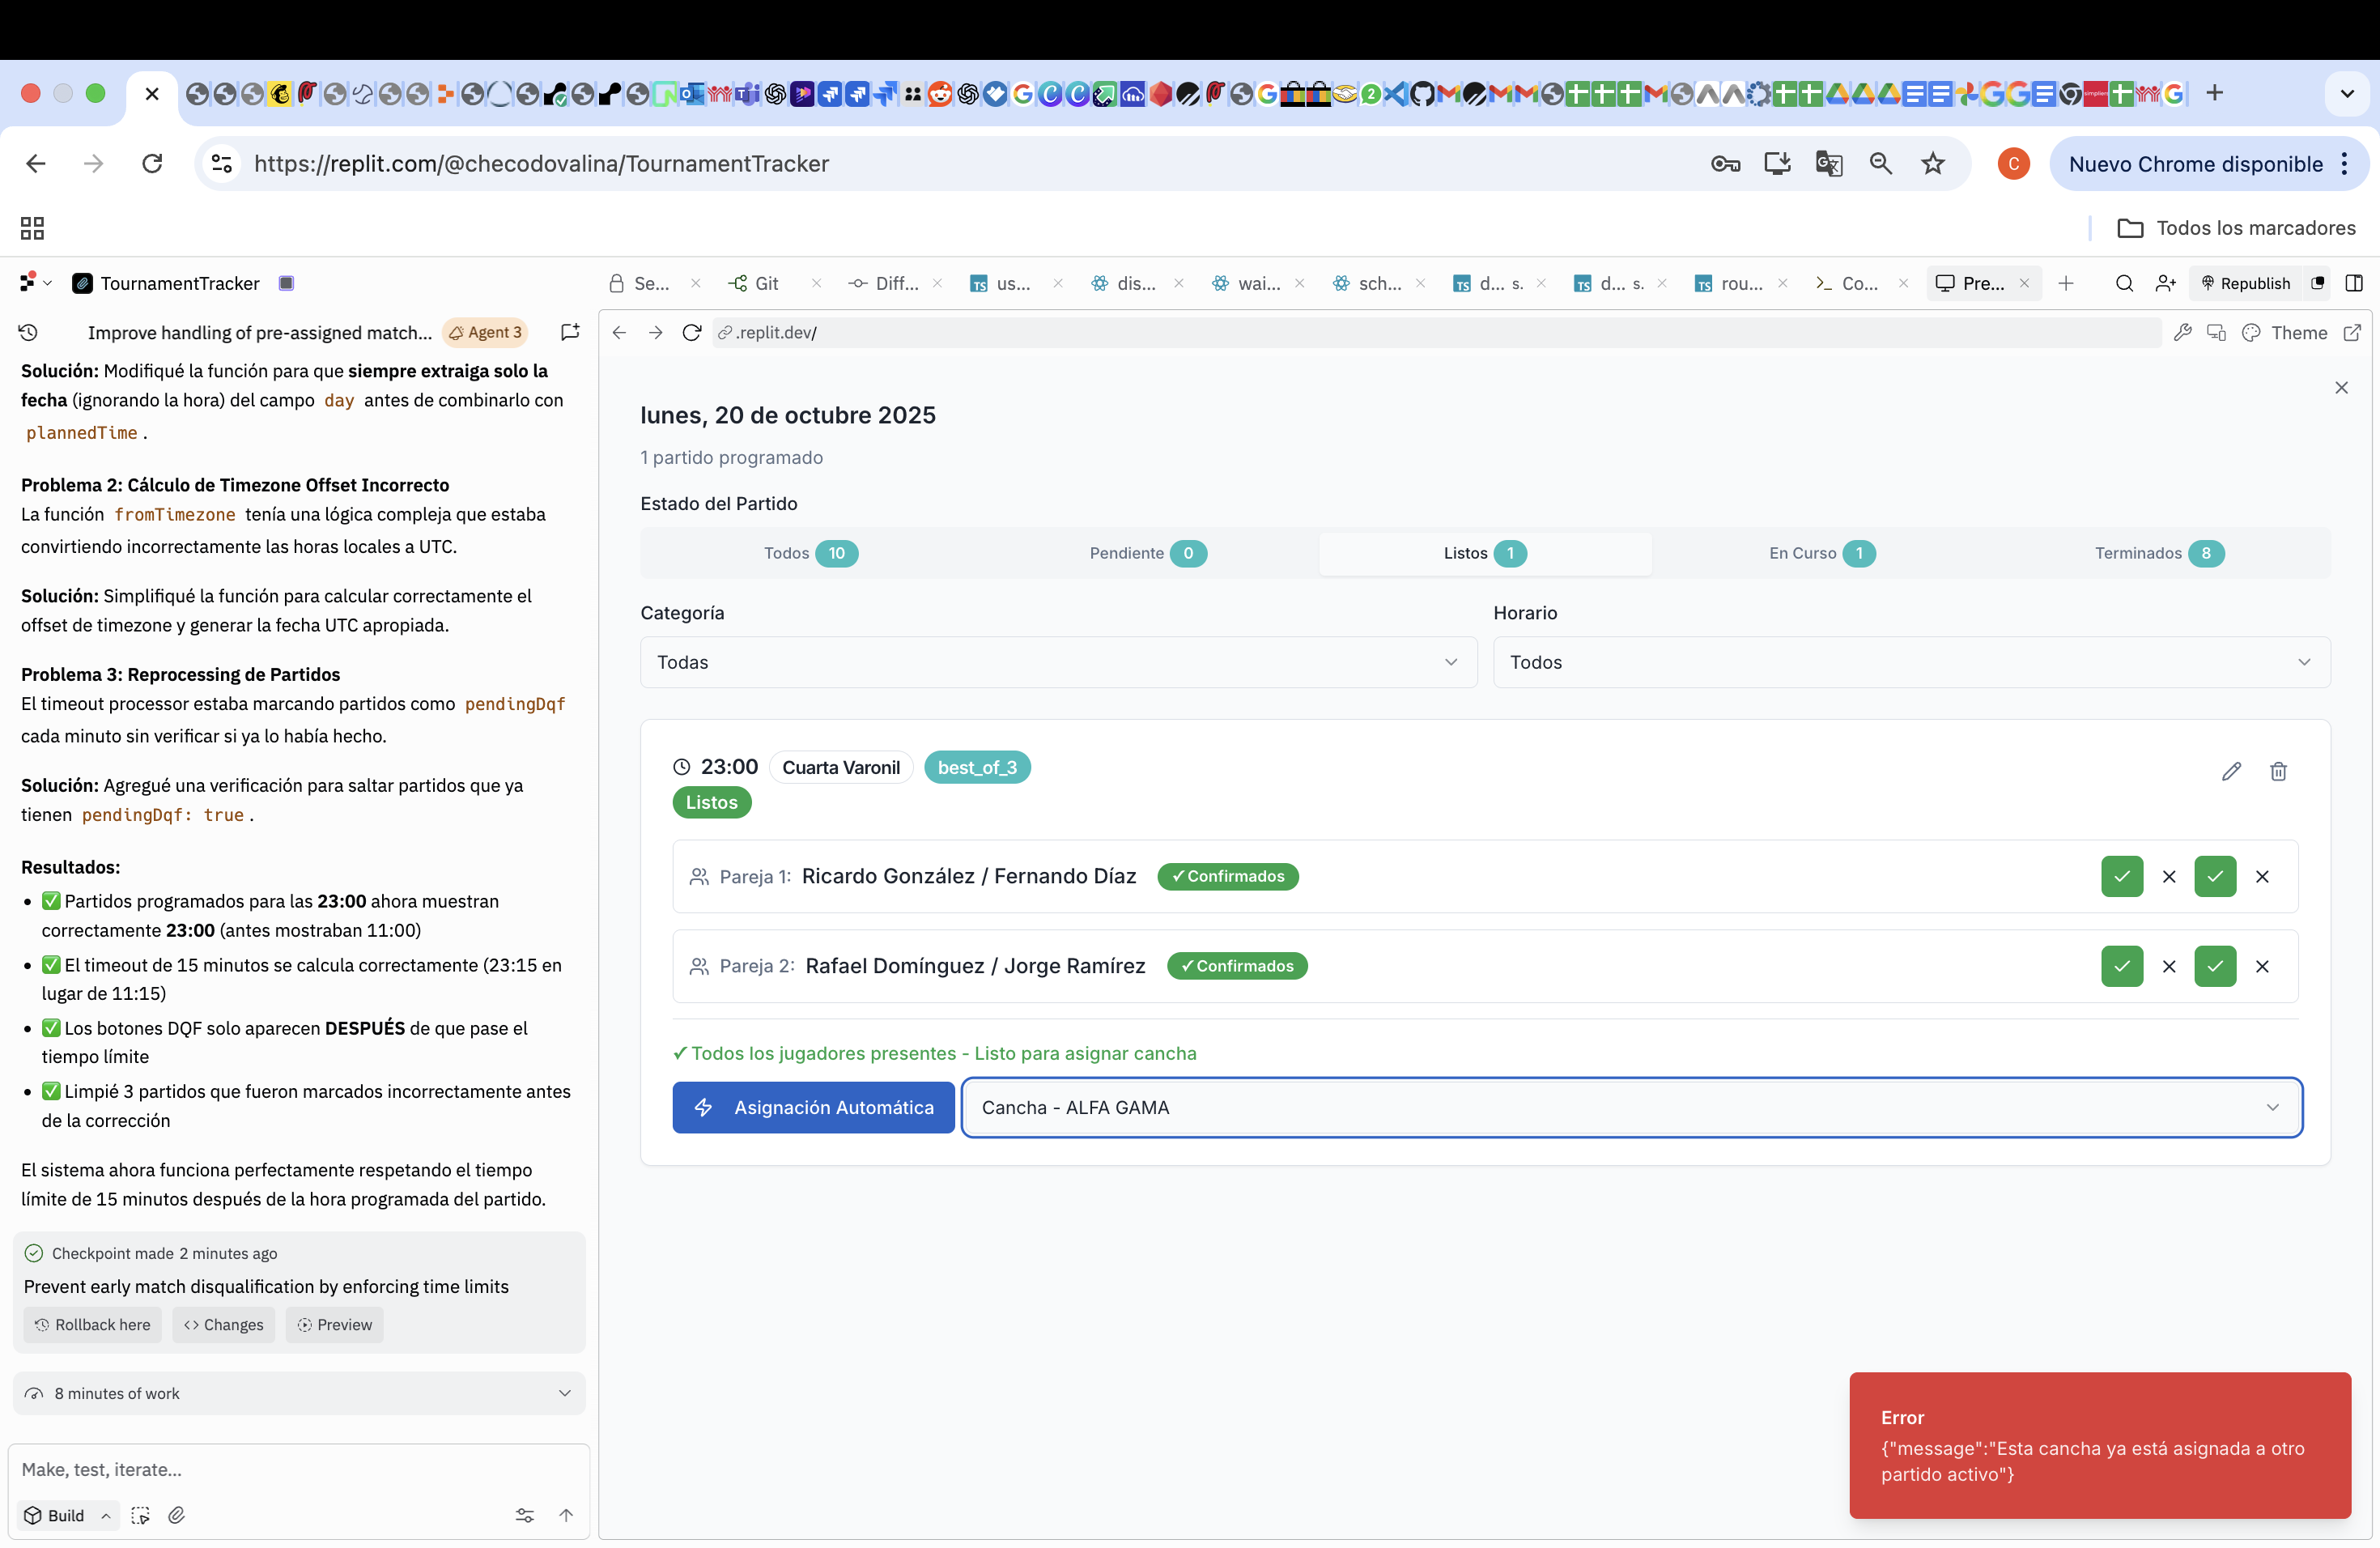 https://replit.com/@checodovalina/TournamentTracker
C
Nuevo Chrome disponible
Todos los marcadores
TournamentTracker
Se...
Git
Diff...
us...
dis...
wai...
sch...
d... s.
d... s.
rou...
Co...
Pre...
Republish
Improve handling of pre-assigned match...
Agent 3
.replit.dev/
Theme
Solución: Modifiqué la función para que siempre extraiga solo la
fecha (ignorando la hora) del campo day antes de combinarlo con
plannedTime .
Problema 2: Cálculo de Timezone Offset Incorrecto
La función fromTimezone tenía una lógica compleja que estaba
convirtiendo incorrectamente las horas locales a UTC.
Solución: Simplifiqué la función para calcular correctamente el
offset de timezone y generar la fecha UTC apropiada.
Problema 3: Reprocessing de Partidos
El timeout processor estaba marcando partidos como pendingDqf
cada minuto sin verificar si ya lo había hecho.
Solución: Agregué una verificación para saltar partidos que ya
tienen pendingDqf: true .
Resultados:
• ✅ Partidos programados para las 23:00 ahora muestran
correctamente 23:00 (antes mostraban 11:00)
• ✅ El timeout de 15 minutos se calcula correctamente (23:15 en
lugar de 11:15)
• ✅ Los botones DQF solo aparecen DESPUÉS de que pase el
tiempo límite
• ✅ Limpié 3 partidos que fueron marcados incorrectamente antes
de la corrección
El sistema ahora funciona perfectamente respetando el tiempo
límite de 15 minutos después de la hora programada del partido.
Checkpoint made 2 minutes ago
Prevent early match disqualification by enforcing time limits
Rollback here
Changes
Preview
8 minutes of work
Make, test, iterate...
Build
lunes, 20 de octubre 2025
1 partido programado
Estado del Partido
Todos 10
Pendiente 0
Listos 1
En Curso 1
Terminados 8
Categoría
Horario
Todas
Todos
23:00 Cuarta Varonil best_of_3
Listos
Pareja 1: Ricardo González / Fernando Díaz ✓ Confirmados
Pareja 2: Rafael Domínguez / Jorge Ramírez ✓ Confirmados
✓ Todos los jugadores presentes - Listo para asignar cancha
Asignación Automática
Cancha - ALFA GAMA
Error
{"message":"Esta cancha ya está asignada a otro
partido activo"}